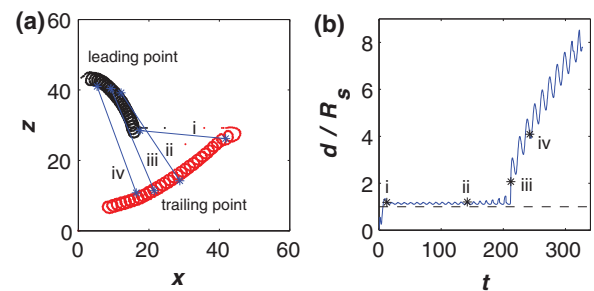 (a)
60
40
20
0
0
20
40
60
z
x
leading point
trailing point
i
ii
iii
iv
(b)
8
6
4
2
0
0
100
200
300
d / R_s
t
i
ii
iii
iv